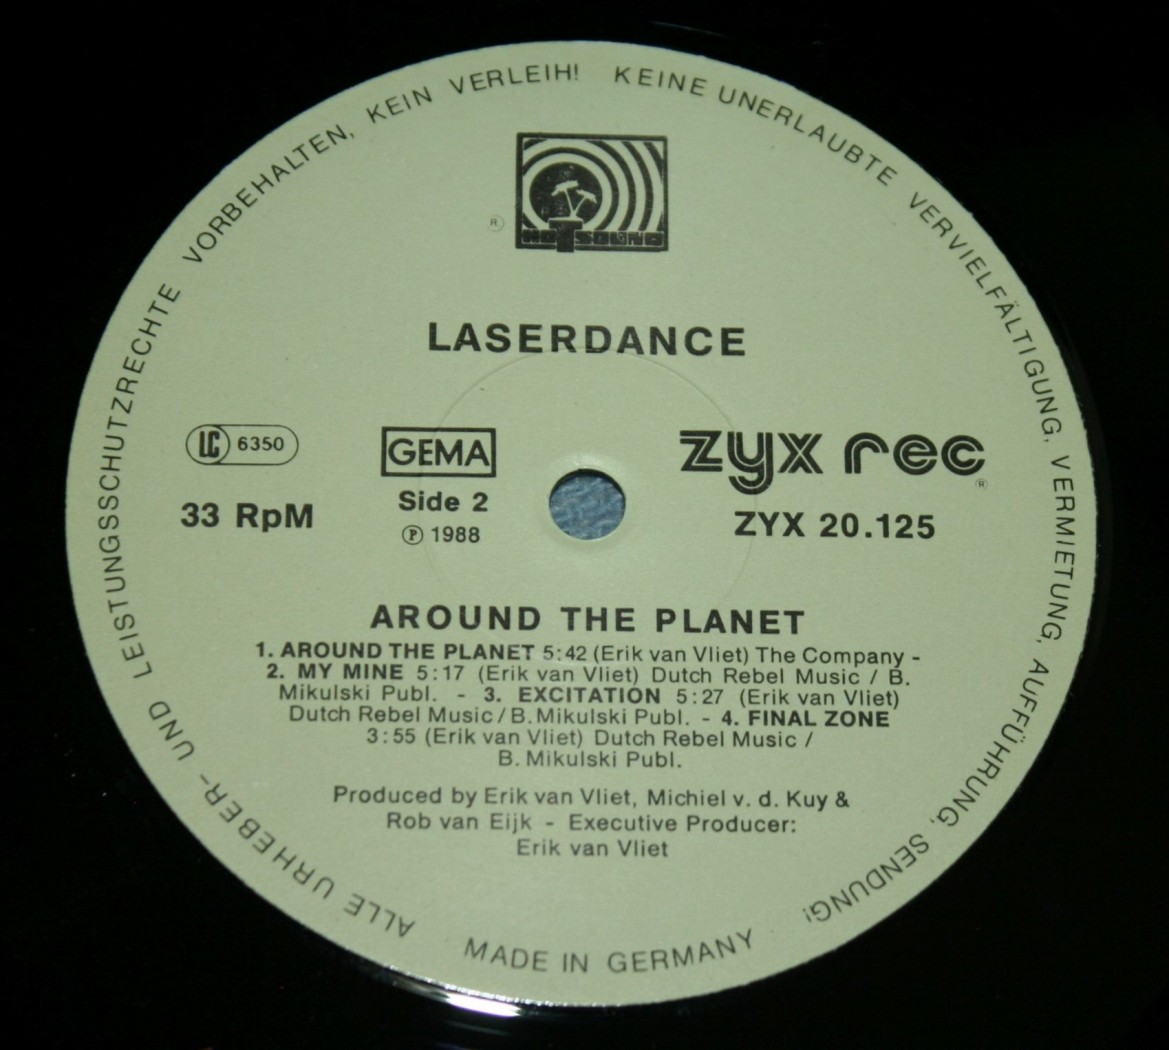 ALLE URHEBER- UND LEISTUNGSSCHUTZRECHTE VORBEHALTEN, KEIN VERLEIH! KEINE UNERLAUBTE VERVIELFÄLTIGUNG, VERMIETUNG, AUFFÜHRUNG, SENDUNG!
® HOTSOUND
LASERDANCE
LC 6350
GEMA
zyx rec ®
33 RpM
Side 2
Ⓟ 1988
ZYX 20.125
AROUND THE PLANET
1. AROUND THE PLANET 5:42 (Erik van Vliet) The Company -
2. MY MINE 5:17 (Erik van Vliet) Dutch Rebel Music / B.
Mikulski Publ. - 3. EXCITATION 5:27 (Erik van Vliet)
Dutch Rebel Music / B. Mikulski Publ. - 4. FINAL ZONE
3:55 (Erik van Vliet) Dutch Rebel Music /
B. Mikulski Publ.
Produced by Erik van Vliet, Michiel v. d. Kuy &
Rob van Eijk - Executive Producer:
Erik van Vliet
MADE IN GERMANY